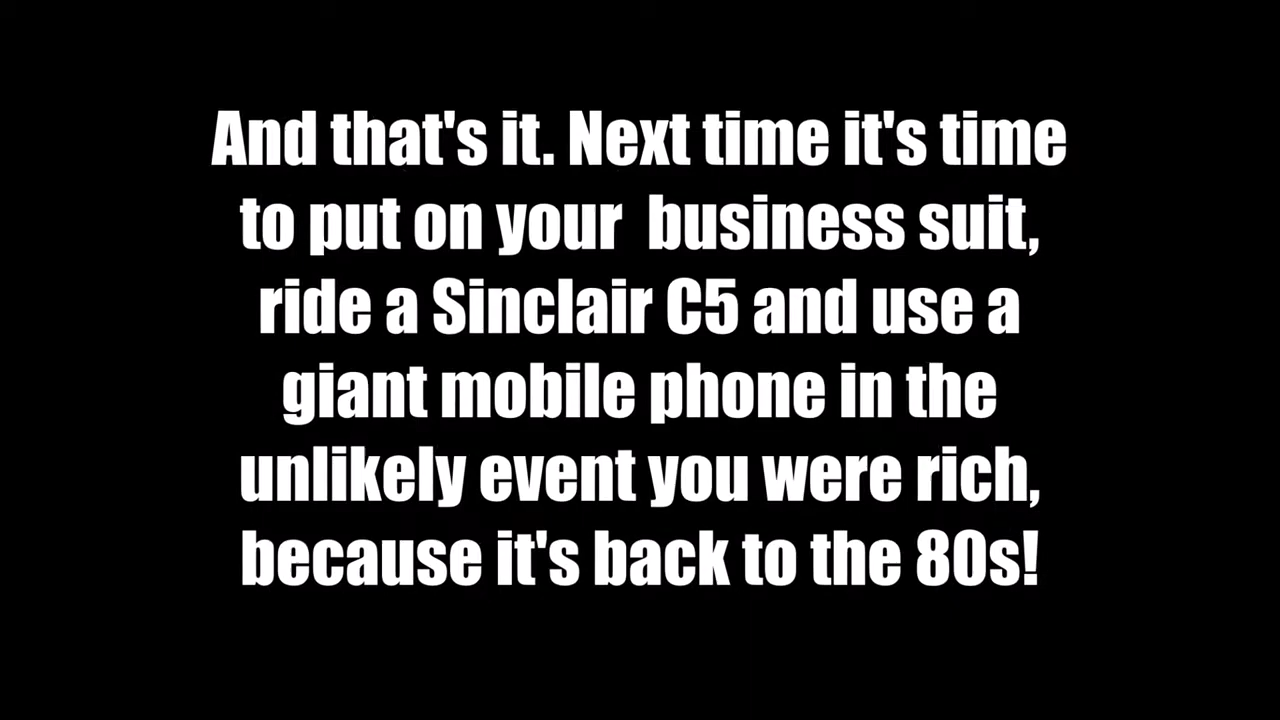 And that's it. Next time it's time
to put on your  business suit,
ride a Sinclair C5 and use a
giant mobile phone in the
unlikely event you were rich,
because it's back to the 80s!